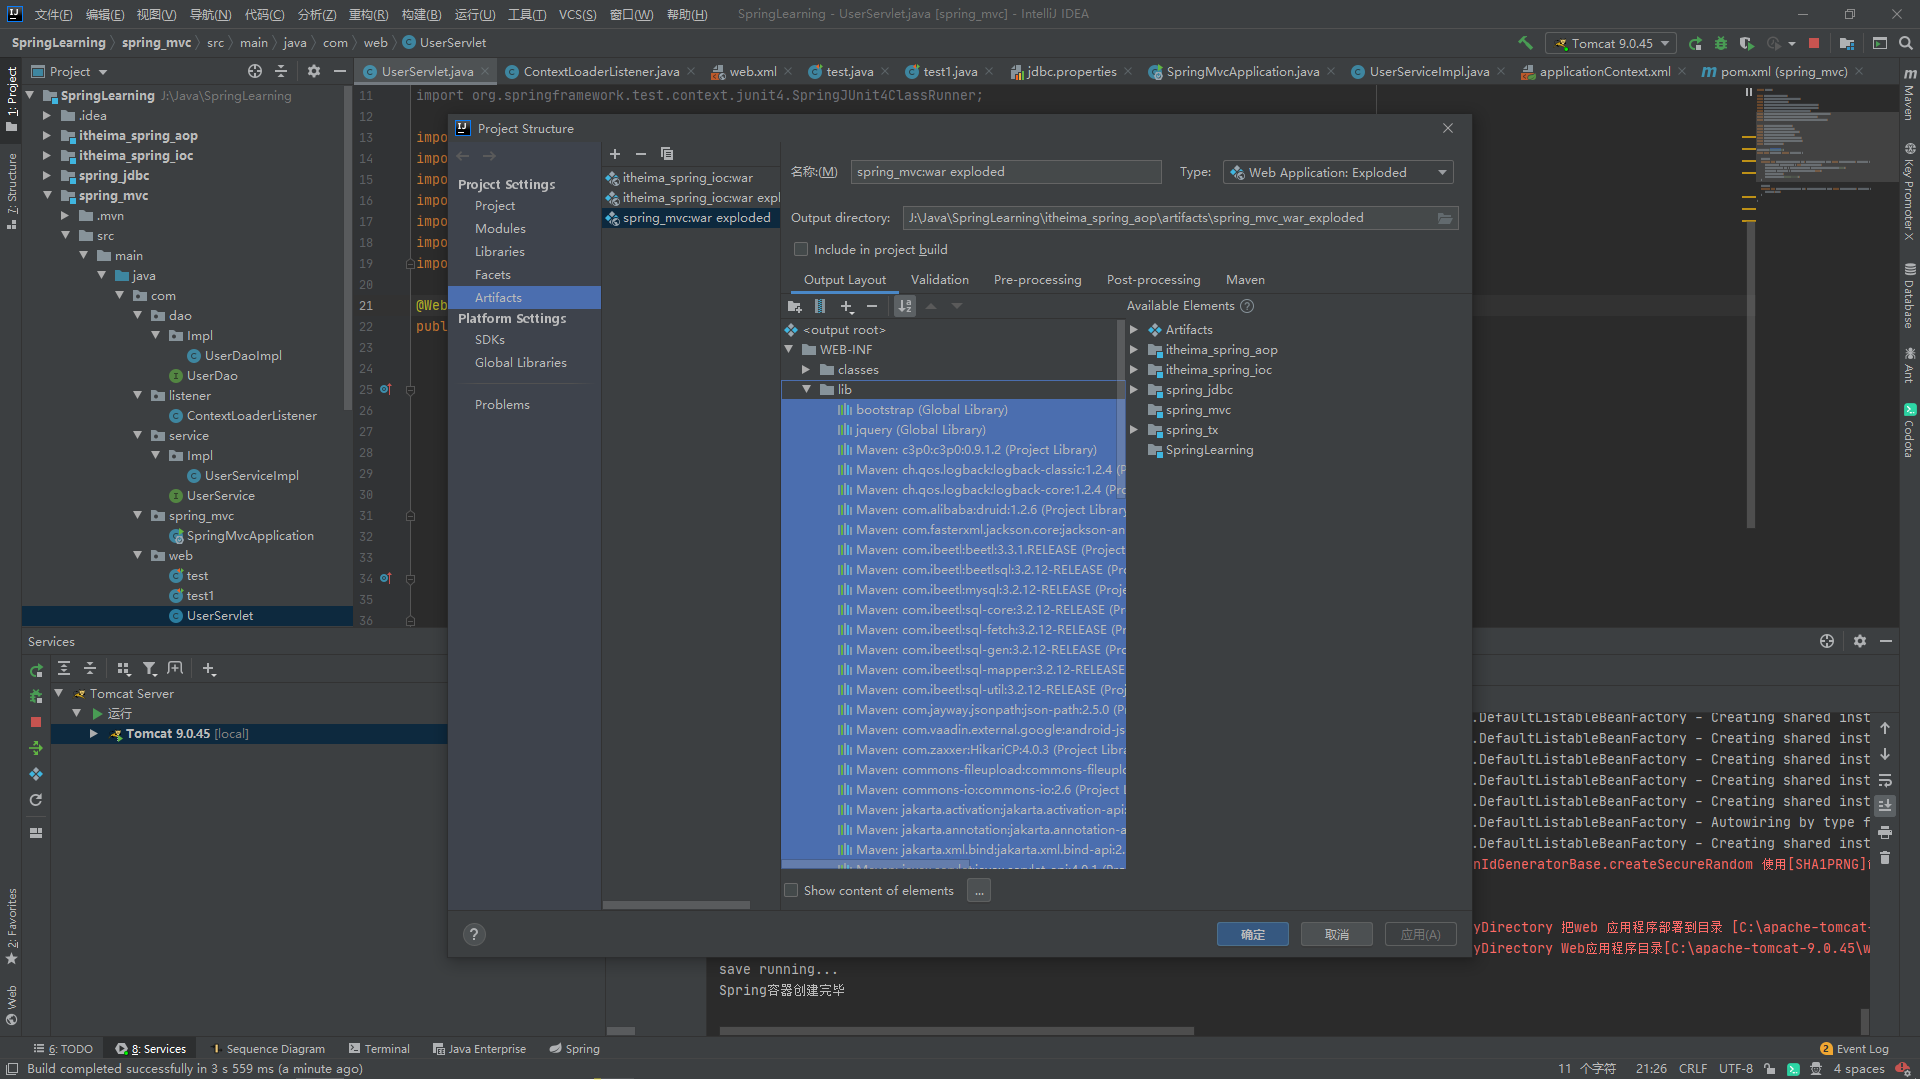 文件(F) 编辑(E) 视图(V) 导航(N) 代码(C) 分析(Z) 重构(R) 构建(B) 运行(U) 工具(T) VCS(S) 窗口(W) 帮助(H) SpringLearning - UserServlet.java [spring_mvc] - IntelliJ IDEA
SpringLearning spring_mvc src main java com web UserServlet
Tomcat 9.0.45
Project
UserServlet.java ContextLoaderListener.java web.xml test.java test1.java jdbc.properties SpringMvcApplication.java UserServiceImpl.java applicationContext.xml pom.xml (spring_mvc)
1: Project
7: Structure
2: Favorites
Web
SpringLearning J:\Java\SpringLearning
.idea
itheima_spring_aop
itheima_spring_ioc
spring_jdbc
spring_mvc
.mvn
src
main
java
com
dao
Impl
UserDaoImpl
UserDao
listener
ContextLoaderListener
service
Impl
UserServiceImpl
UserService
spring_mvc
SpringMvcApplication
web
test
test1
UserServlet
11 import org.springframework.test.context.junit4.SpringJUnit4ClassRunner;
12
13 impo
14 impo
15 impo
16 impo
17 impo
18 impo
19 impo
20
21 @Web
22 publ
23
24
25
26
27
28
29
30
31
32
33
34
35
36
Project Structure
Project Settings
Project
Modules
Libraries
Facets
Artifacts
Platform Settings
SDKs
Global Libraries
Problems
itheima_spring_ioc:war
itheima_spring_ioc:war expl
spring_mvc:war exploded
名称:(M) spring_mvc:war exploded Type: Web Application: Exploded
Output directory: J:\Java\SpringLearning\itheima_spring_aop\artifacts\spring_mvc_war_exploded
Include in project build
Output Layout Validation Pre-processing Post-processing Maven
Available Elements
<output root>
WEB-INF
classes
lib
bootstrap (Global Library)
jquery (Global Library)
Maven: c3p0:c3p0:0.9.1.2 (Project Library)
Maven: ch.qos.logback:logback-classic:1.2.4 (P
Maven: ch.qos.logback:logback-core:1.2.4 (Pro
Maven: com.alibaba:druid:1.2.6 (Project Library
Maven: com.fasterxml.jackson.core:jackson-an
Maven: com.ibeetl:beetl:3.3.1.RELEASE (Project
Maven: com.ibeetl:beetlsql:3.2.12-RELEASE (Pro
Maven: com.ibeetl:mysql:3.2.12-RELEASE (Proje
Maven: com.ibeetl:sql-core:3.2.12-RELEASE (Pr
Maven: com.ibeetl:sql-fetch:3.2.12-RELEASE (Pr
Maven: com.ibeetl:sql-gen:3.2.12-RELEASE (Pro
Maven: com.ibeetl:sql-mapper:3.2.12-RELEASE
Maven: com.ibeetl:sql-util:3.2.12-RELEASE (Proj
Maven: com.jayway.jsonpath:json-path:2.5.0 (Pr
Maven: com.vaadin.external.google:android-js
Maven: com.zaxxer:HikariCP:4.0.3 (Project Libra
Maven: commons-fileupload:commons-fileuplo
Maven: commons-io:commons-io:2.6 (Project L
Maven: jakarta.activation:jakarta.activation-api:
Maven: jakarta.annotation:jakarta.annotation-a
Maven: jakarta.xml.bind:jakarta.xml.bind-api:2.
Artifacts
itheima_spring_aop
itheima_spring_ioc
spring_jdbc
spring_mvc
spring_tx
SpringLearning
Show content of elements ...
? 确定 取消 应用(A)
Maven
Key Promoter X
Database
Ant
Codota
Services
Tomcat Server
运行
Tomcat 9.0.45 [local]
.DefaultListableBeanFactory - Creating shared inst
.DefaultListableBeanFactory - Creating shared inst
.DefaultListableBeanFactory - Creating shared inst
.DefaultListableBeanFactory - Creating shared inst
.DefaultListableBeanFactory - Creating shared inst
.DefaultListableBeanFactory - Autowiring by type f
.DefaultListableBeanFactory - Creating shared inst
nIdGeneratorBase.createSecureRandom 使用[SHA1PRNG]
yDirectory 把web 应用程序部署到目录 [C:\apache-tomcat-
yDirectory Web应用程序目录[C:\apache-tomcat-9.0.45\w
save running...
Spring容器创建完毕
6: TODO 8: Services Sequence Diagram Terminal Java Enterprise Spring 2 Event Log
Build completed successfully in 3 s 559 ms (a minute ago) 11 个字符 21:26 CRLF UTF-8 4 spaces